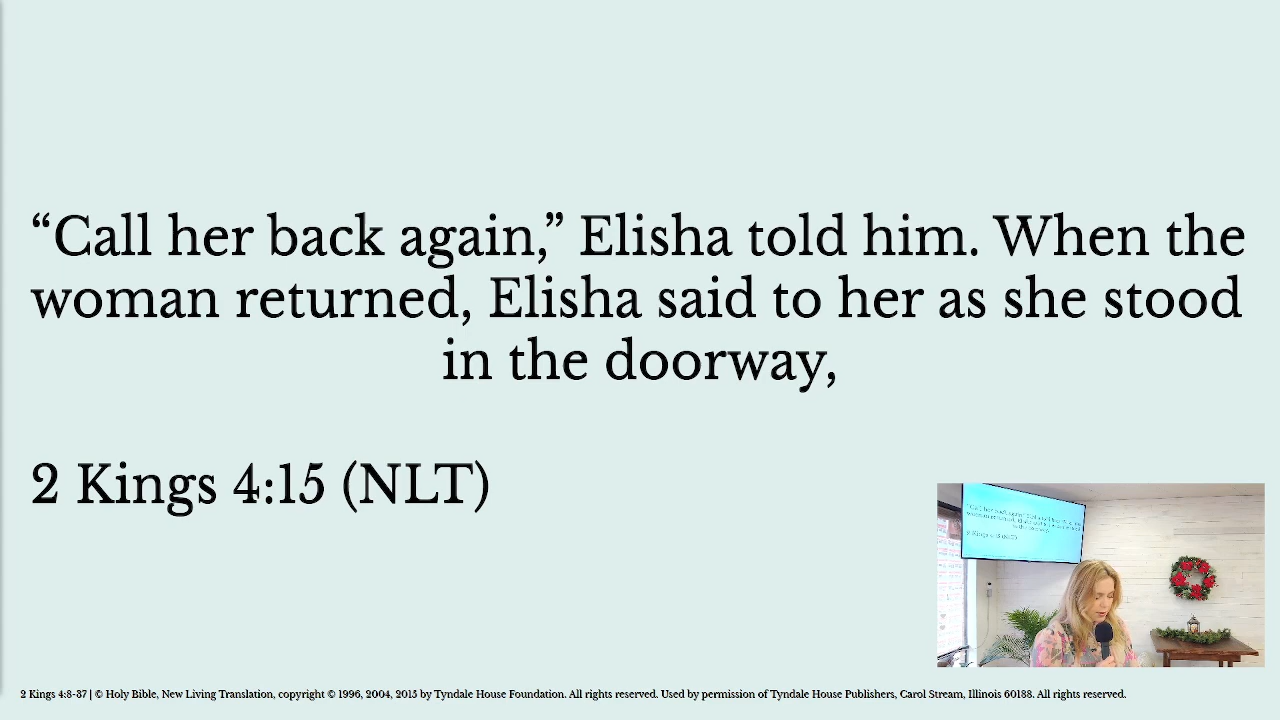 “Call her back again,” Elisha told him. When the
woman returned, Elisha said to her as she stood
in the doorway,
2 Kings 4:15 (NLT)
2 Kings 4:8-37 | © Holy Bible, New Living Translation, copyright © 1996, 2004, 2015 by Tyndale House Foundation. All rights reserved. Used by permission of Tyndale House Publishers, Carol Stream, Illinois 60188. All rights reserved.